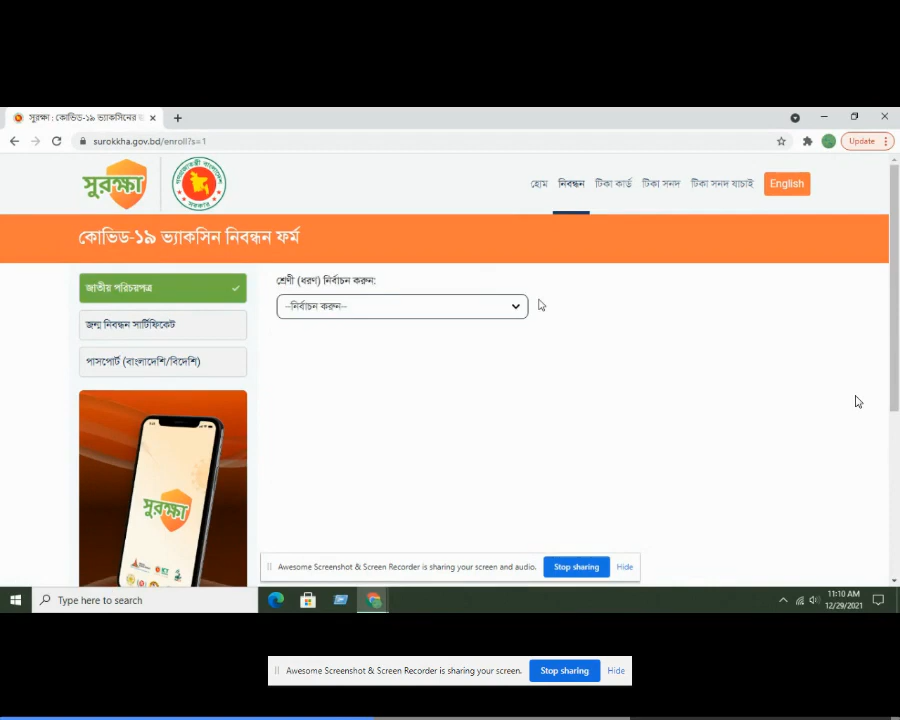 সুরক্ষা : কোভিড-১৯ ভ্যাকসিনের
surokkha.gov.bd/enroll?s=1
Update
সুরক্ষা
হোম নিবন্ধন টিকা কার্ড টিকা সনদ টিকা সনদ যাচাই English
কোভিড-১৯ ভ্যাকসিন নিবন্ধন ফর্ম
জাতীয় পরিচয়পত্র
জন্ম নিবন্ধন সার্টিফিকেট
পাসপোর্ট (বাংলাদেশি/বিদেশি)
শ্রেণী (ধরণ) নির্বাচন করুন:
--নির্বাচন করুন--
সুরক্ষা
Awesome Screenshot & Screen Recorder is sharing your screen and audio. Stop sharing Hide
Type here to search
11:10 AM
12/29/2021
Awesome Screenshot & Screen Recorder is sharing your screen. Stop sharing Hide